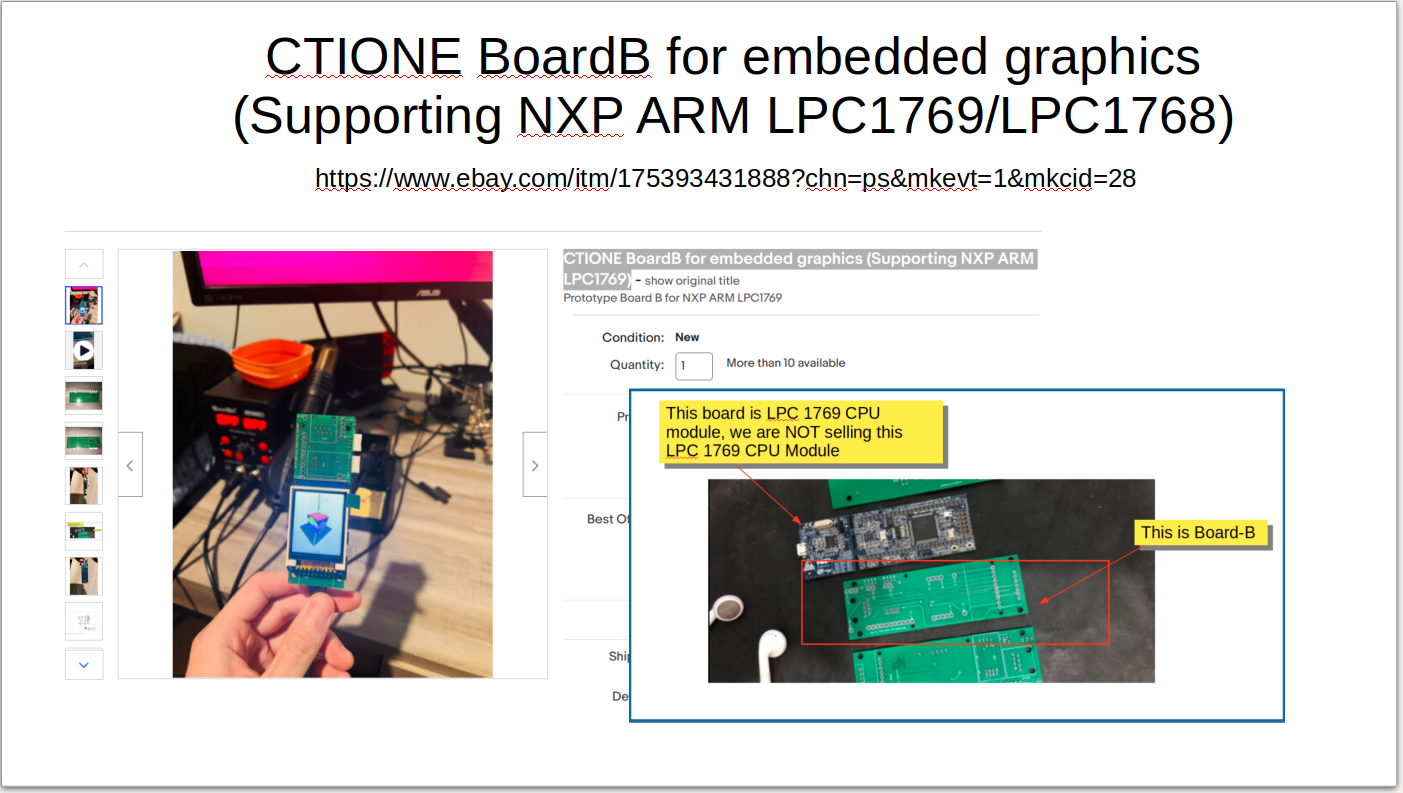 CTIONE BoardB for embedded graphics
(Supporting NXP ARM LPC1769/LPC1768)
https://www.ebay.com/itm/175393431888?chn=ps&mkevt=1&mkcid=28
CTIONE BoardB for embedded graphics (Supporting NXP ARM
LPC1769) - show original title
Prototype Board B for NXP ARM LPC1769
Condition: New
Quantity: 1 More than 10 available
Pr
Best Of
Ship
De
This board is LPC 1769 CPU
module, we are NOT selling this
LPC 1769 CPU Module
This is Board-B
ASUS